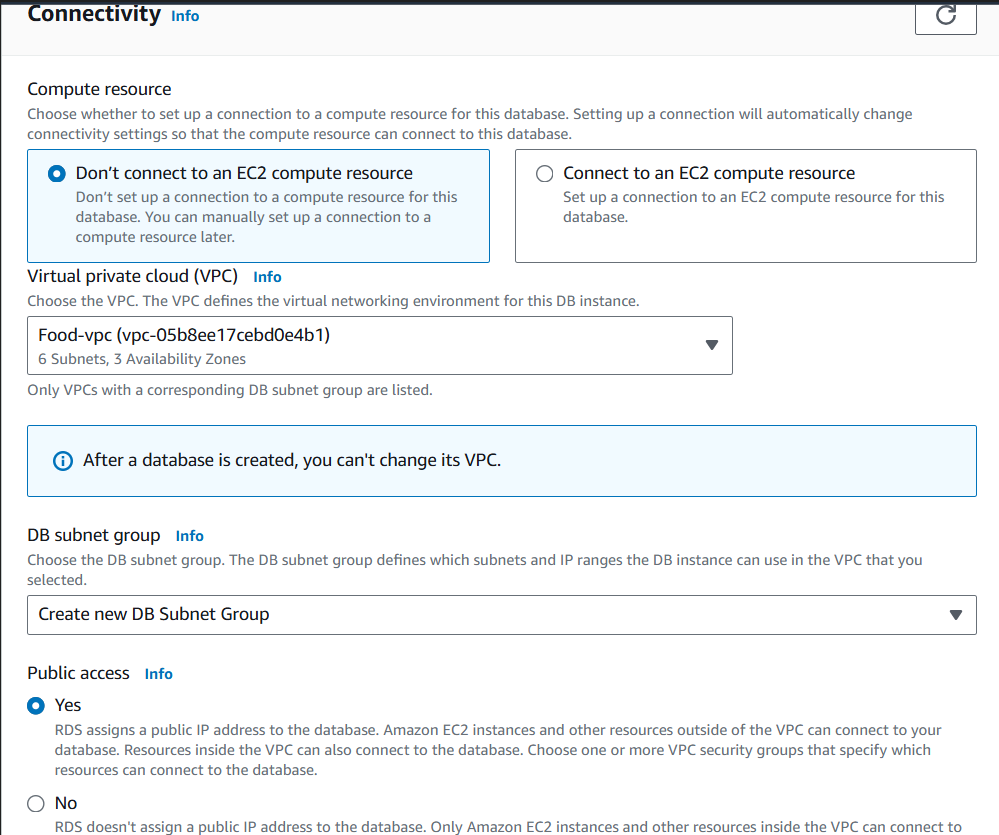 Connectivity Info
Compute resource
Choose whether to set up a connection to a compute resource for this database. Setting up a connection will automatically change
connectivity settings so that the compute resource can connect to this database.
Don’t connect to an EC2 compute resource
Don’t set up a connection to a compute resource for this
database. You can manually set up a connection to a
compute resource later.
Connect to an EC2 compute resource
Set up a connection to an EC2 compute resource for this
database.
Virtual private cloud (VPC) Info
Choose the VPC. The VPC defines the virtual networking environment for this DB instance.
Food-vpc (vpc-05b8ee17cebd0e4b1)
6 Subnets, 3 Availability Zones
Only VPCs with a corresponding DB subnet group are listed.
After a database is created, you can't change its VPC.
DB subnet group Info
Choose the DB subnet group. The DB subnet group defines which subnets and IP ranges the DB instance can use in the VPC that you
selected.
Create new DB Subnet Group
Public access Info
Yes
RDS assigns a public IP address to the database. Amazon EC2 instances and other resources outside of the VPC can connect to your
database. Resources inside the VPC can also connect to the database. Choose one or more VPC security groups that specify which
resources can connect to the database.
No
RDS doesn't assign a public IP address to the database. Only Amazon EC2 instances and other resources inside the VPC can connect to